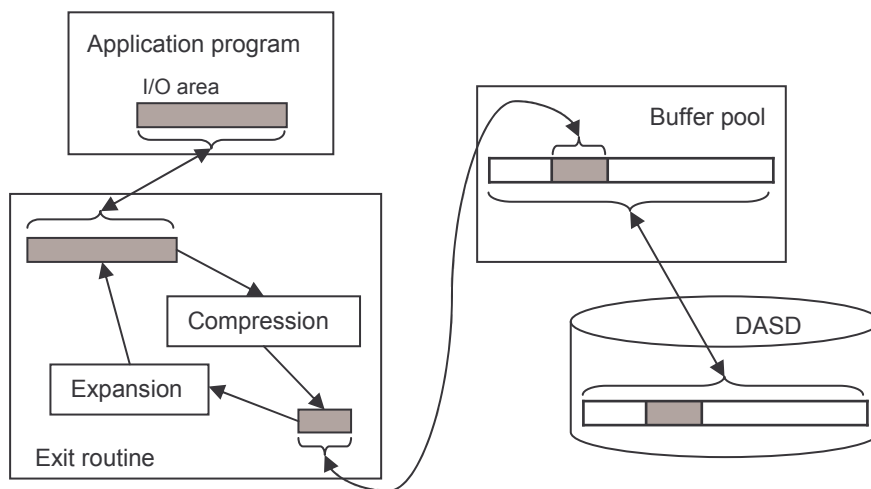 Application program
I/O area
Buffer pool
Compression
DASD
Expansion
Exit routine